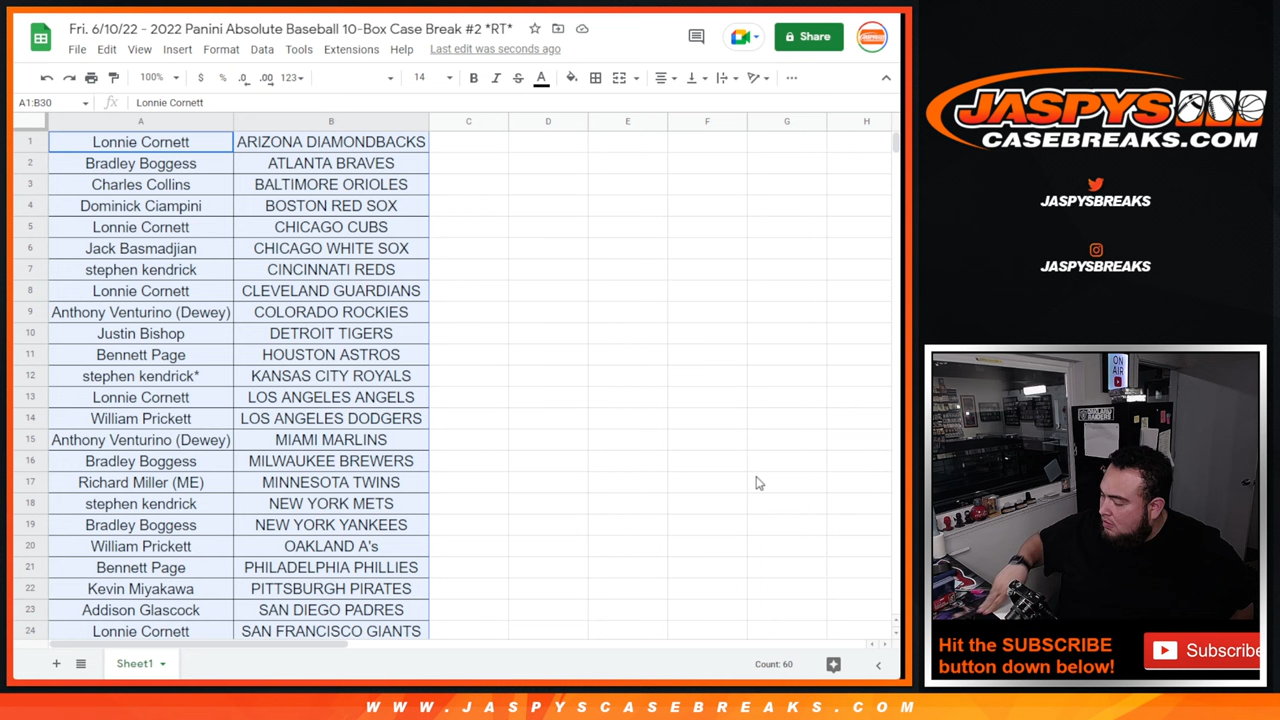 Fri. 6/10/22 - 2022 Panini Absolute Baseball 10-Box Case Break #2 *RT*
File Edit View Insert Format Data Tools Extensions Help Last edit was seconds ago
Share
100% $ % .0 .00 123 14 B I S A
A1:B30 fx Lonnie Cornett
A B C D E F G H
1 Lonnie Cornett ARIZONA DIAMONDBACKS
2 Bradley Boggess ATLANTA BRAVES
3 Charles Collins BALTIMORE ORIOLES
4 Dominick Ciampini BOSTON RED SOX
5 Lonnie Cornett CHICAGO CUBS
6 Jack Basmadjian CHICAGO WHITE SOX
7 stephen kendrick CINCINNATI REDS
8 Lonnie Cornett CLEVELAND GUARDIANS
9 Anthony Venturino (Dewey) COLORADO ROCKIES
10 Justin Bishop DETROIT TIGERS
11 Bennett Page HOUSTON ASTROS
12 stephen kendrick* KANSAS CITY ROYALS
13 Lonnie Cornett LOS ANGELES ANGELS
14 William Prickett LOS ANGELES DODGERS
15 Anthony Venturino (Dewey) MIAMI MARLINS
16 Bradley Boggess MILWAUKEE BREWERS
17 Richard Miller (ME) MINNESOTA TWINS
18 stephen kendrick NEW YORK METS
19 Bradley Boggess NEW YORK YANKEES
20 William Prickett OAKLAND A's
21 Bennett Page PHILADELPHIA PHILLIES
22 Kevin Miyakawa PITTSBURGH PIRATES
23 Addison Glascock SAN DIEGO PADRES
24 Lonnie Cornett SAN FRANCISCO GIANTS
Sheet1
Count: 60
JASPYS
CASEBREAKS.COM
JASPYSBREAKS
JASPYSBREAKS
ON
AIR
Hit the SUBSCRIBE
button down below!
Subscribe
WWW.JASPYSCASEBREAKS.COM